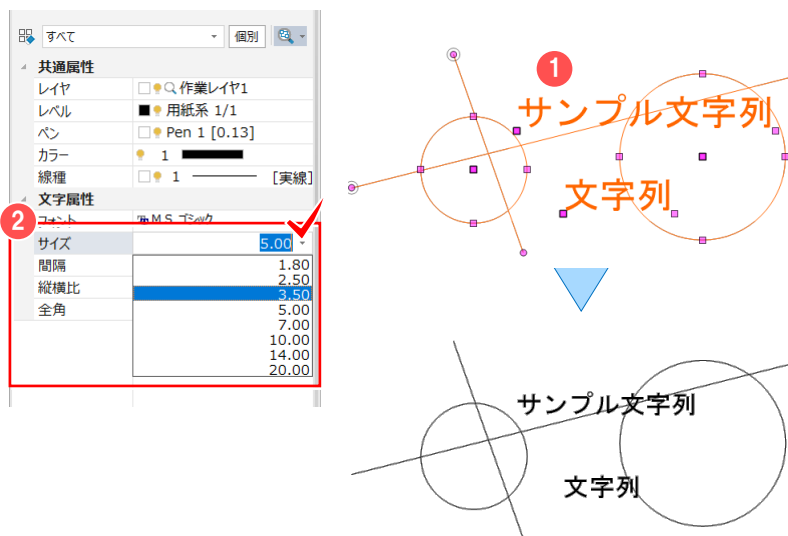 すべて
個別
共通属性
レイヤ 作業レイヤ1
レベル 用紙系 1/1
ペン Pen 1 [0.13]
カラー 1
線種 1 [実線]
文字属性
フォント M S ゴシック
2
サイズ 5.00
間隔
縦横比
全角
1.80
2.50
3.50
5.00
7.00
10.00
14.00
20.00
1
サンプル文字列
文字列
サンプル文字列
文字列